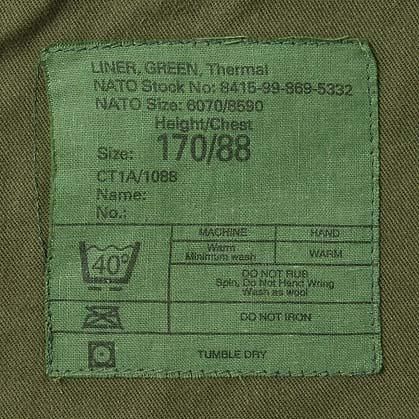 LINER, GREEN, Thermal
NATO Stock No: 8415-99-869-5332
NATO Size: 6070/8590
Height/Chest
Size: 170/88
CT1A/1088
Name:
No.:
MACHINE HAND
Warm
Minimum wash WARM
40°
DO NOT RUB
Spin, Do Not Hand Wring
Wash as wool
DO NOT IRON
TUMBLE DRY